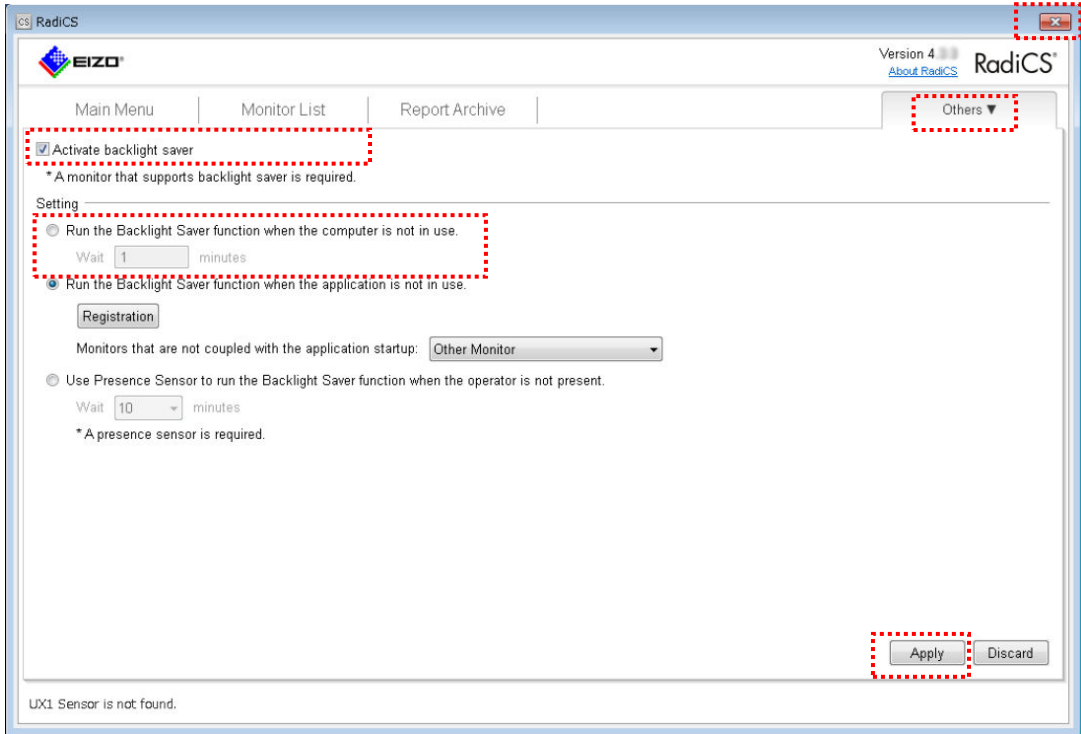 CS RadiCS
EIZO
Version 4
About RadiCS
RadiCS
Main Menu
Monitor List
Report Archive
Others ▼
Activate backlight saver
* A monitor that supports backlight saver is required.
Setting
Run the Backlight Saver function when the computer is not in use.
Wait 1 minutes
Run the Backlight Saver function when the application is not in use.
Registration
Monitors that are not coupled with the application startup: Other Monitor
Use Presence Sensor to run the Backlight Saver function when the operator is not present.
Wait 10 minutes
* A presence sensor is required.
Apply Discard
UX1 Sensor is not found.